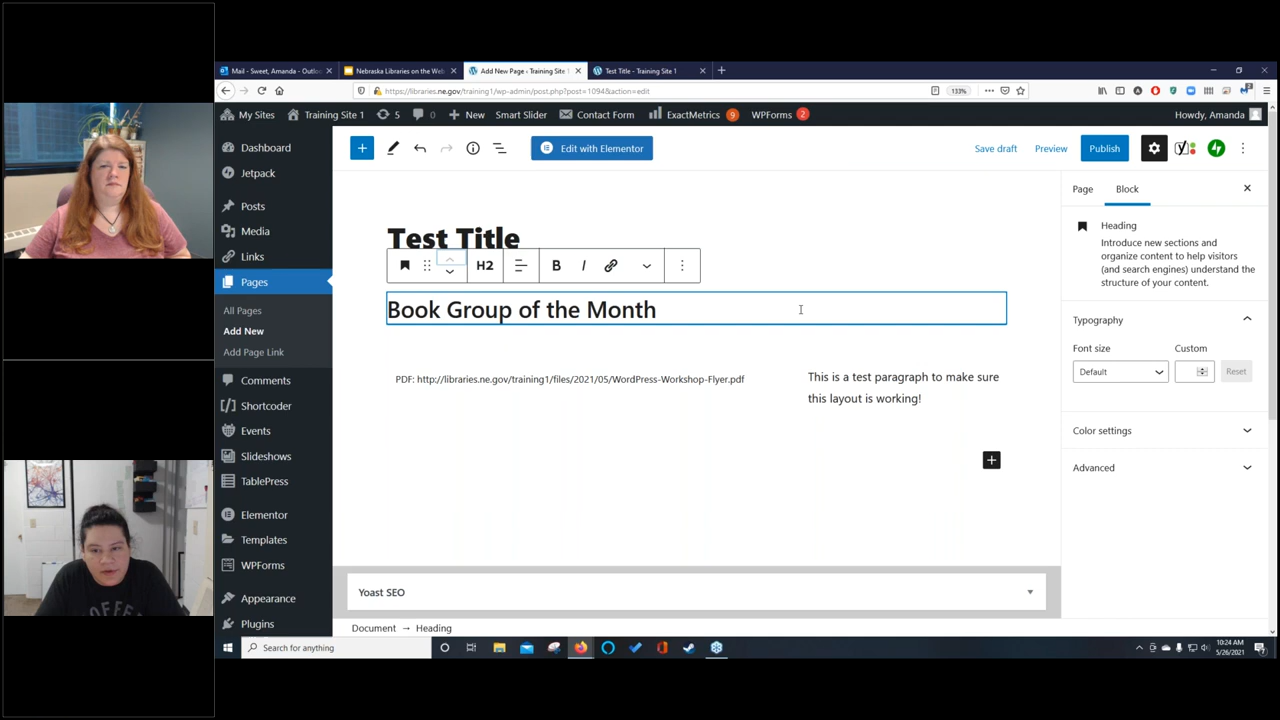 Mail - Sweet, Amanda - Outloo
Nebraska Libraries on the Web
Add New Page ‹ Training Site 1
Test Title - Training Site 1
https://libraries.ne.gov/training1/wp-admin/post.php?post=1094&action=edit
133%
My Sites
Training Site 1
5
0
New
Smart Slider
Contact Form
ExactMetrics
9
WPForms
2
Howdy, Amanda
Dashboard
Jetpack
Posts
Media
Links
Pages
All Pages
Add New
Add Page Link
Comments
Shortcoder
Events
Slideshows
TablePress
Elementor
Templates
WPForms
Appearance
Plugins
Edit with Elementor
Save draft
Preview
Publish
Test Title
H2
B
I
Book Group of the Month
PDF: http://libraries.ne.gov/training1/files/2021/05/WordPress-Workshop-Flyer.pdf
This is a test paragraph to make sure
this layout is working!
Yoast SEO
Document → Heading
Page
Block
Heading
Introduce new sections and
organize content to help visitors
(and search engines) understand the
structure of your content.
Typography
Font size
Custom
Default
Reset
Color settings
Advanced
Search for anything
10:24 AM
5/26/2021
COFFEE